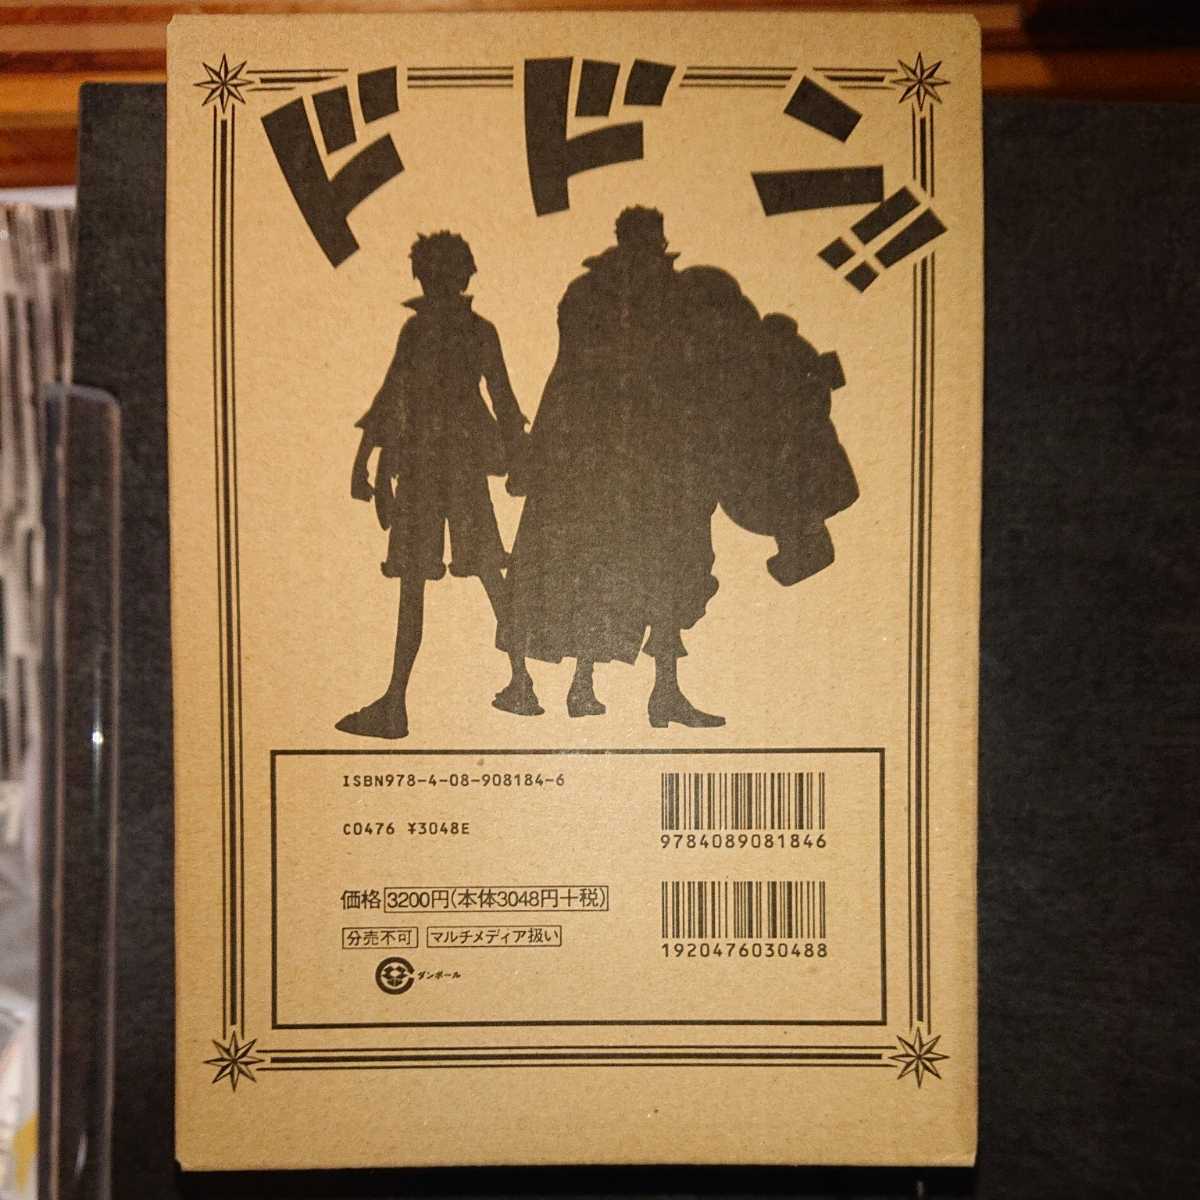 ドドン!!
ISBN978-4-08-908184-6
C0476 ¥3048E
9784089081846
価格 3200円(本体3048円+税)
分売不可 マルチメディア扱い
1920476030488
ダンボール